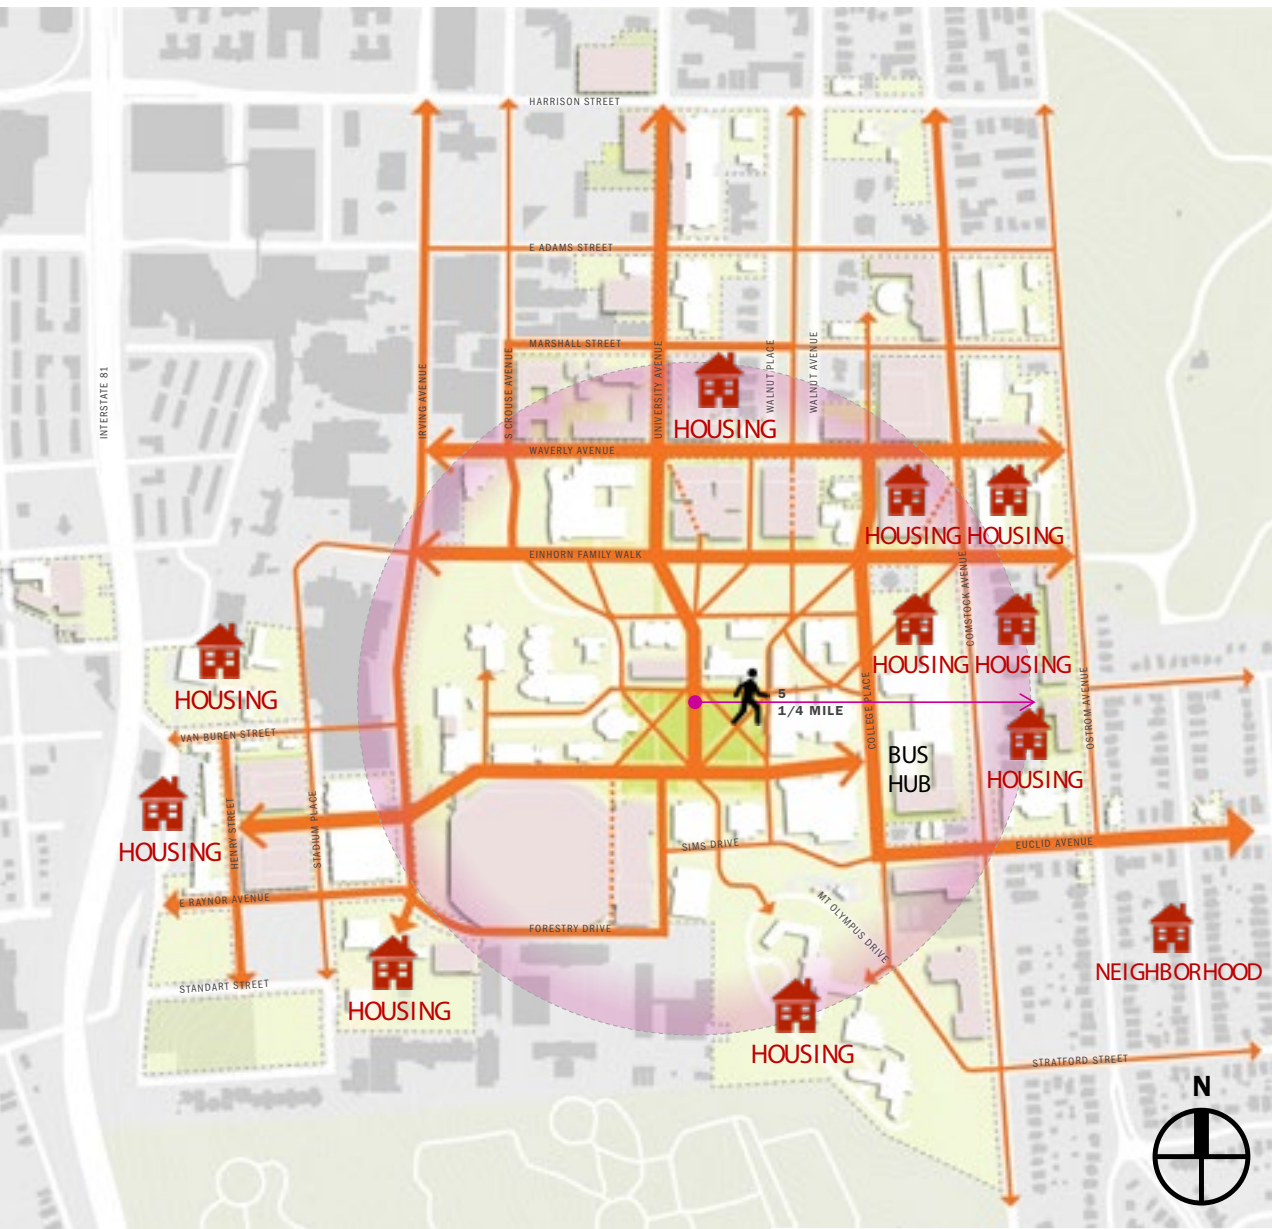 HARRISON STREET
E ADAMS STREET
MARSHALL STREET
INTERSTATE 81
IRVING AVENUE
S CROUSE AVENUE
UNIVERSITY AVENUE
WALNUT PLACE
WALNUT AVENUE
HOUSING
WAVERLY AVENUE
HOUSING
HOUSING
EINHORN FAMILY WALK
COMSTOCK AVENUE
HOUSING
HOUSING
HOUSING
5
1/4 MILE
COLLEGE PLACE
OSTROM AVENUE
VAN BUREN STREET
BUS
HUB
HOUSING
HENRY STREET
STADIUM PLACE
HOUSING
SIMS DRIVE
EUCLID AVENUE
E RAYNOR AVENUE
MT OLYMPUS DRIVE
FORESTRY DRIVE
NEIGHBORHOOD
STANDART STREET
HOUSING
HOUSING
STRATFORD STREET
N